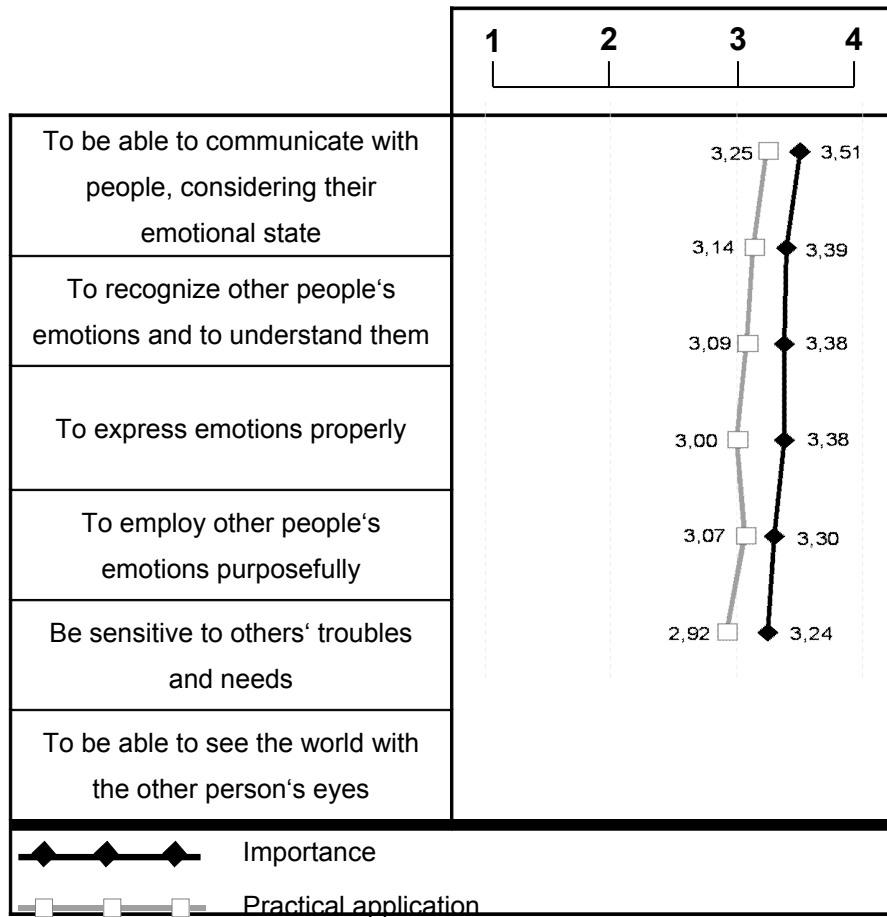 1 2 3 4
To be able to communicate with
people, considering their
emotional state
3,25 3,51
3,14 3,39
To recognize other people‘s
emotions and to understand them
3,09 3,38
To express emotions properly
3,00 3,38
To employ other people‘s
emotions purposefully
3,07 3,30
Be sensitive to others‘ troubles
and needs
2,92 3,24
To be able to see the world with
the other person‘s eyes
Importance
Practical application